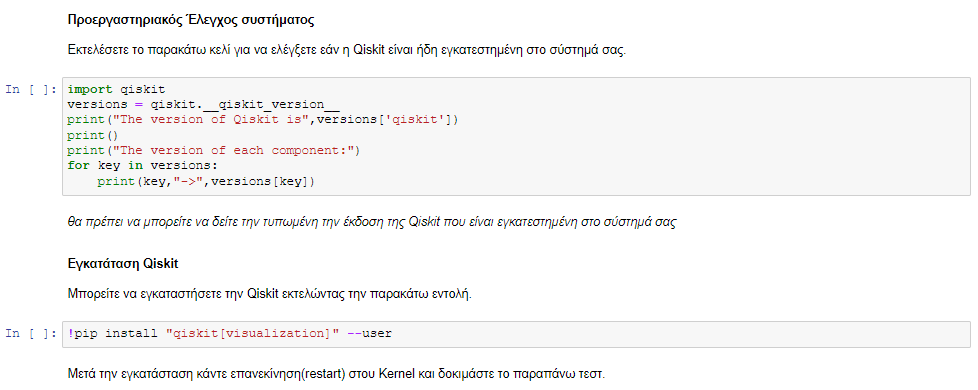 Προεργαστηριακός Έλεγχος συστήματος
Εκτελέσετε το παρακάτω κελί για να ελέγξετε εάν η Qiskit είναι ήδη εγκατεστημένη στο σύστημά σας.
In [ ]: import qiskit
versions = qiskit.__qiskit_version__
print("The version of Qiskit is",versions['qiskit'])
print()
print("The version of each component:")
for key in versions:
    print(key,"->",versions[key])
θα πρέπει να μπορείτε να δείτε την τυπωμένη την έκδοση της Qiskit που είναι εγκατεστημένη στο σύστημά σας
Εγκατάταση Qiskit
Μπορείτε να εγκαταστήσετε την Qiskit εκτελώντας την παρακάτω εντολή.
In [ ]: !pip install "qiskit[visualization]" --user
Μετά την εγκατάσταση κάντε επανεκίνηση(restart) στου Kernel και δοκιμάστε το παραπάνω τεστ.